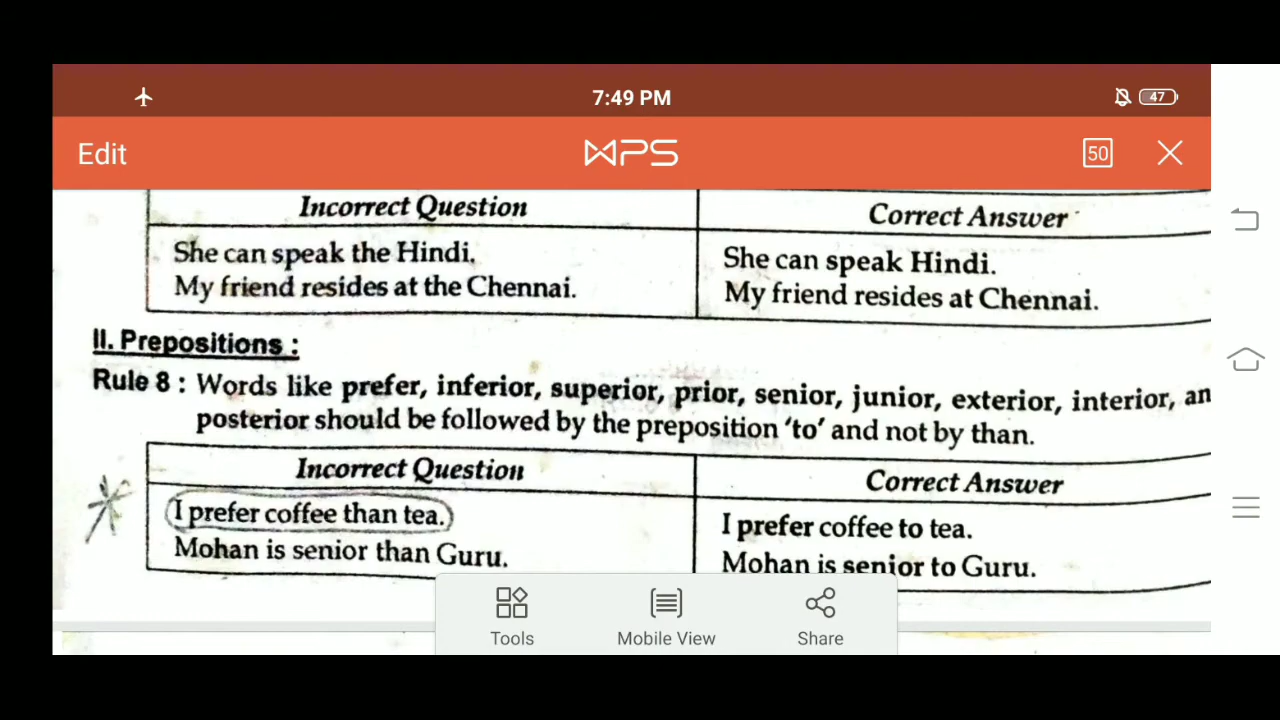 7:49 PM
47
Edit
WPS
50
Incorrect Question
Correct Answer
She can speak the Hindi.
She can speak Hindi.
My friend resides at the Chennai.
My friend resides at Chennai.
II. Prepositions :
Rule 8 : Words like prefer, inferior, superior, prior, senior, junior, exterior, interior, an
posterior should be followed by the preposition 'to' and not by than.
Incorrect Question
Correct Answer
I prefer coffee than tea.
I prefer coffee to tea.
Mohan is senior than Guru.
Mohan is senior to Guru.
Tools
Mobile View
Share